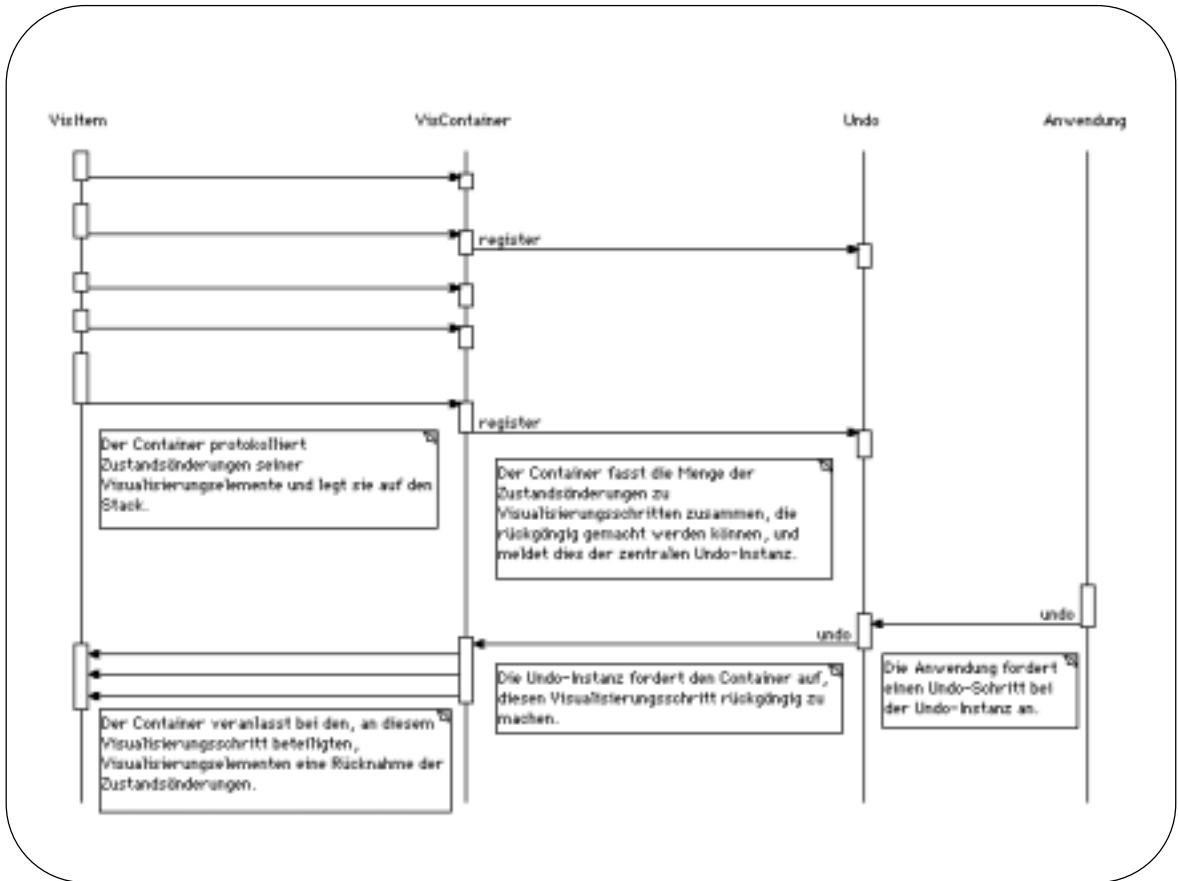 VisItem
VisContainer
Undo
Anwendung
register
register
Der Container protokolliert
Zustandsänderungen seiner
Visualisierungselemente und legt sie auf den
Stack.
Der Container fasst die Menge der
Zustandsänderungen zu
Visualisierungsschritten zusammen, die
rückgängig gemacht werden können, und
meldet dies der zentralen Undo-Instanz.
undo
undo
Die Undo-Instanz fordert den Container auf,
diesen Visualisierungsschritt rückgängig zu
machen.
Die Anwendung fordert
einen Undo-Schritt bei
der Undo-Instanz an.
Der Container veranlasst bei den, an diesem
Visualisierungsschritt beteiligten,
Visualisierungselementen eine Rücknahme der
Zustandsänderungen.